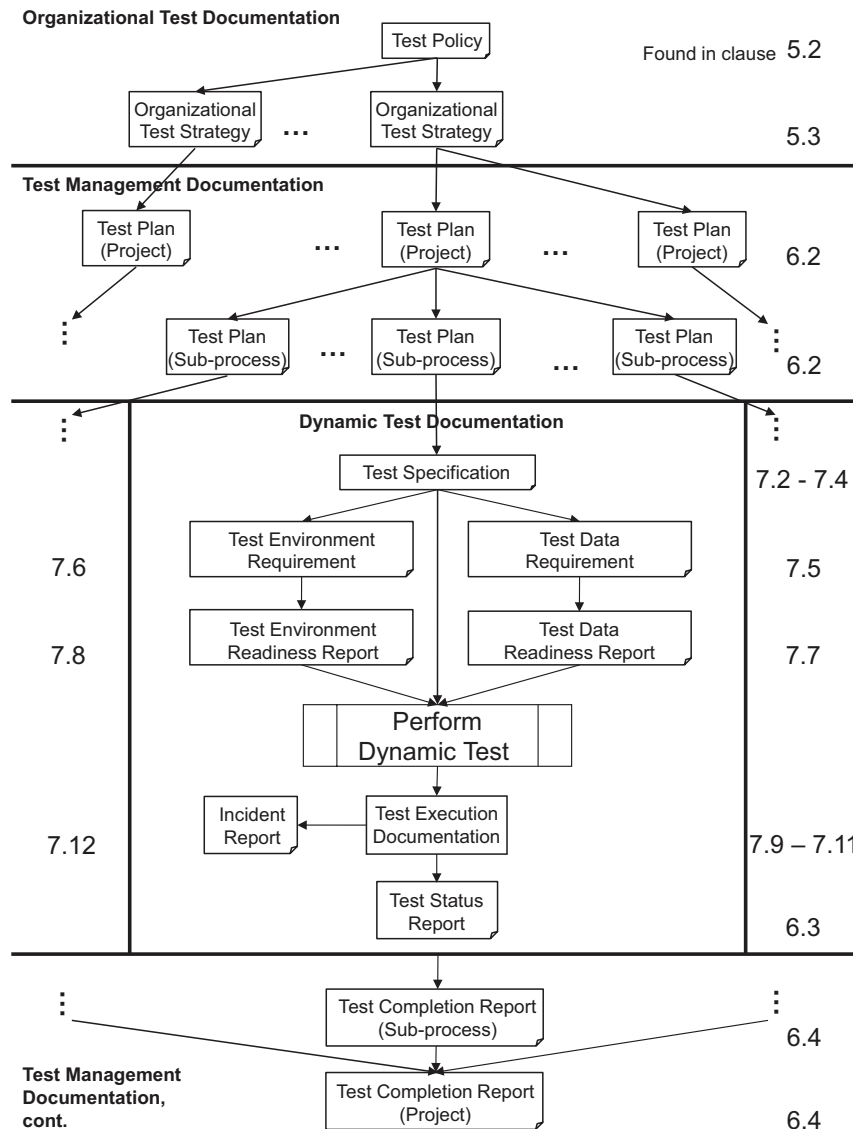 Organizational Test Documentation
Test Policy
Found in clause 5.2
Organizational
Test Strategy
...
Organizational
Test Strategy
5.3
Test Management Documentation
Test Plan
(Project)
...
Test Plan
(Project)
...
Test Plan
(Project)
6.2
Test Plan
(Sub-process)
...
Test Plan
(Sub-process)
...
Test Plan
(Sub-process)
6.2
Dynamic Test Documentation
Test Specification
7.2 - 7.4
7.6
Test Environment
Requirement
Test Data
Requirement
7.5
7.8
Test Environment
Readiness Report
Test Data
Readiness Report
7.7
Perform
Dynamic Test
7.12
Incident
Report
Test Execution
Documentation
7.9 – 7.11
Test Status
Report
6.3
Test Completion Report
(Sub-process)
6.4
Test Management
Documentation,
cont.
Test Completion Report
(Project)
6.4